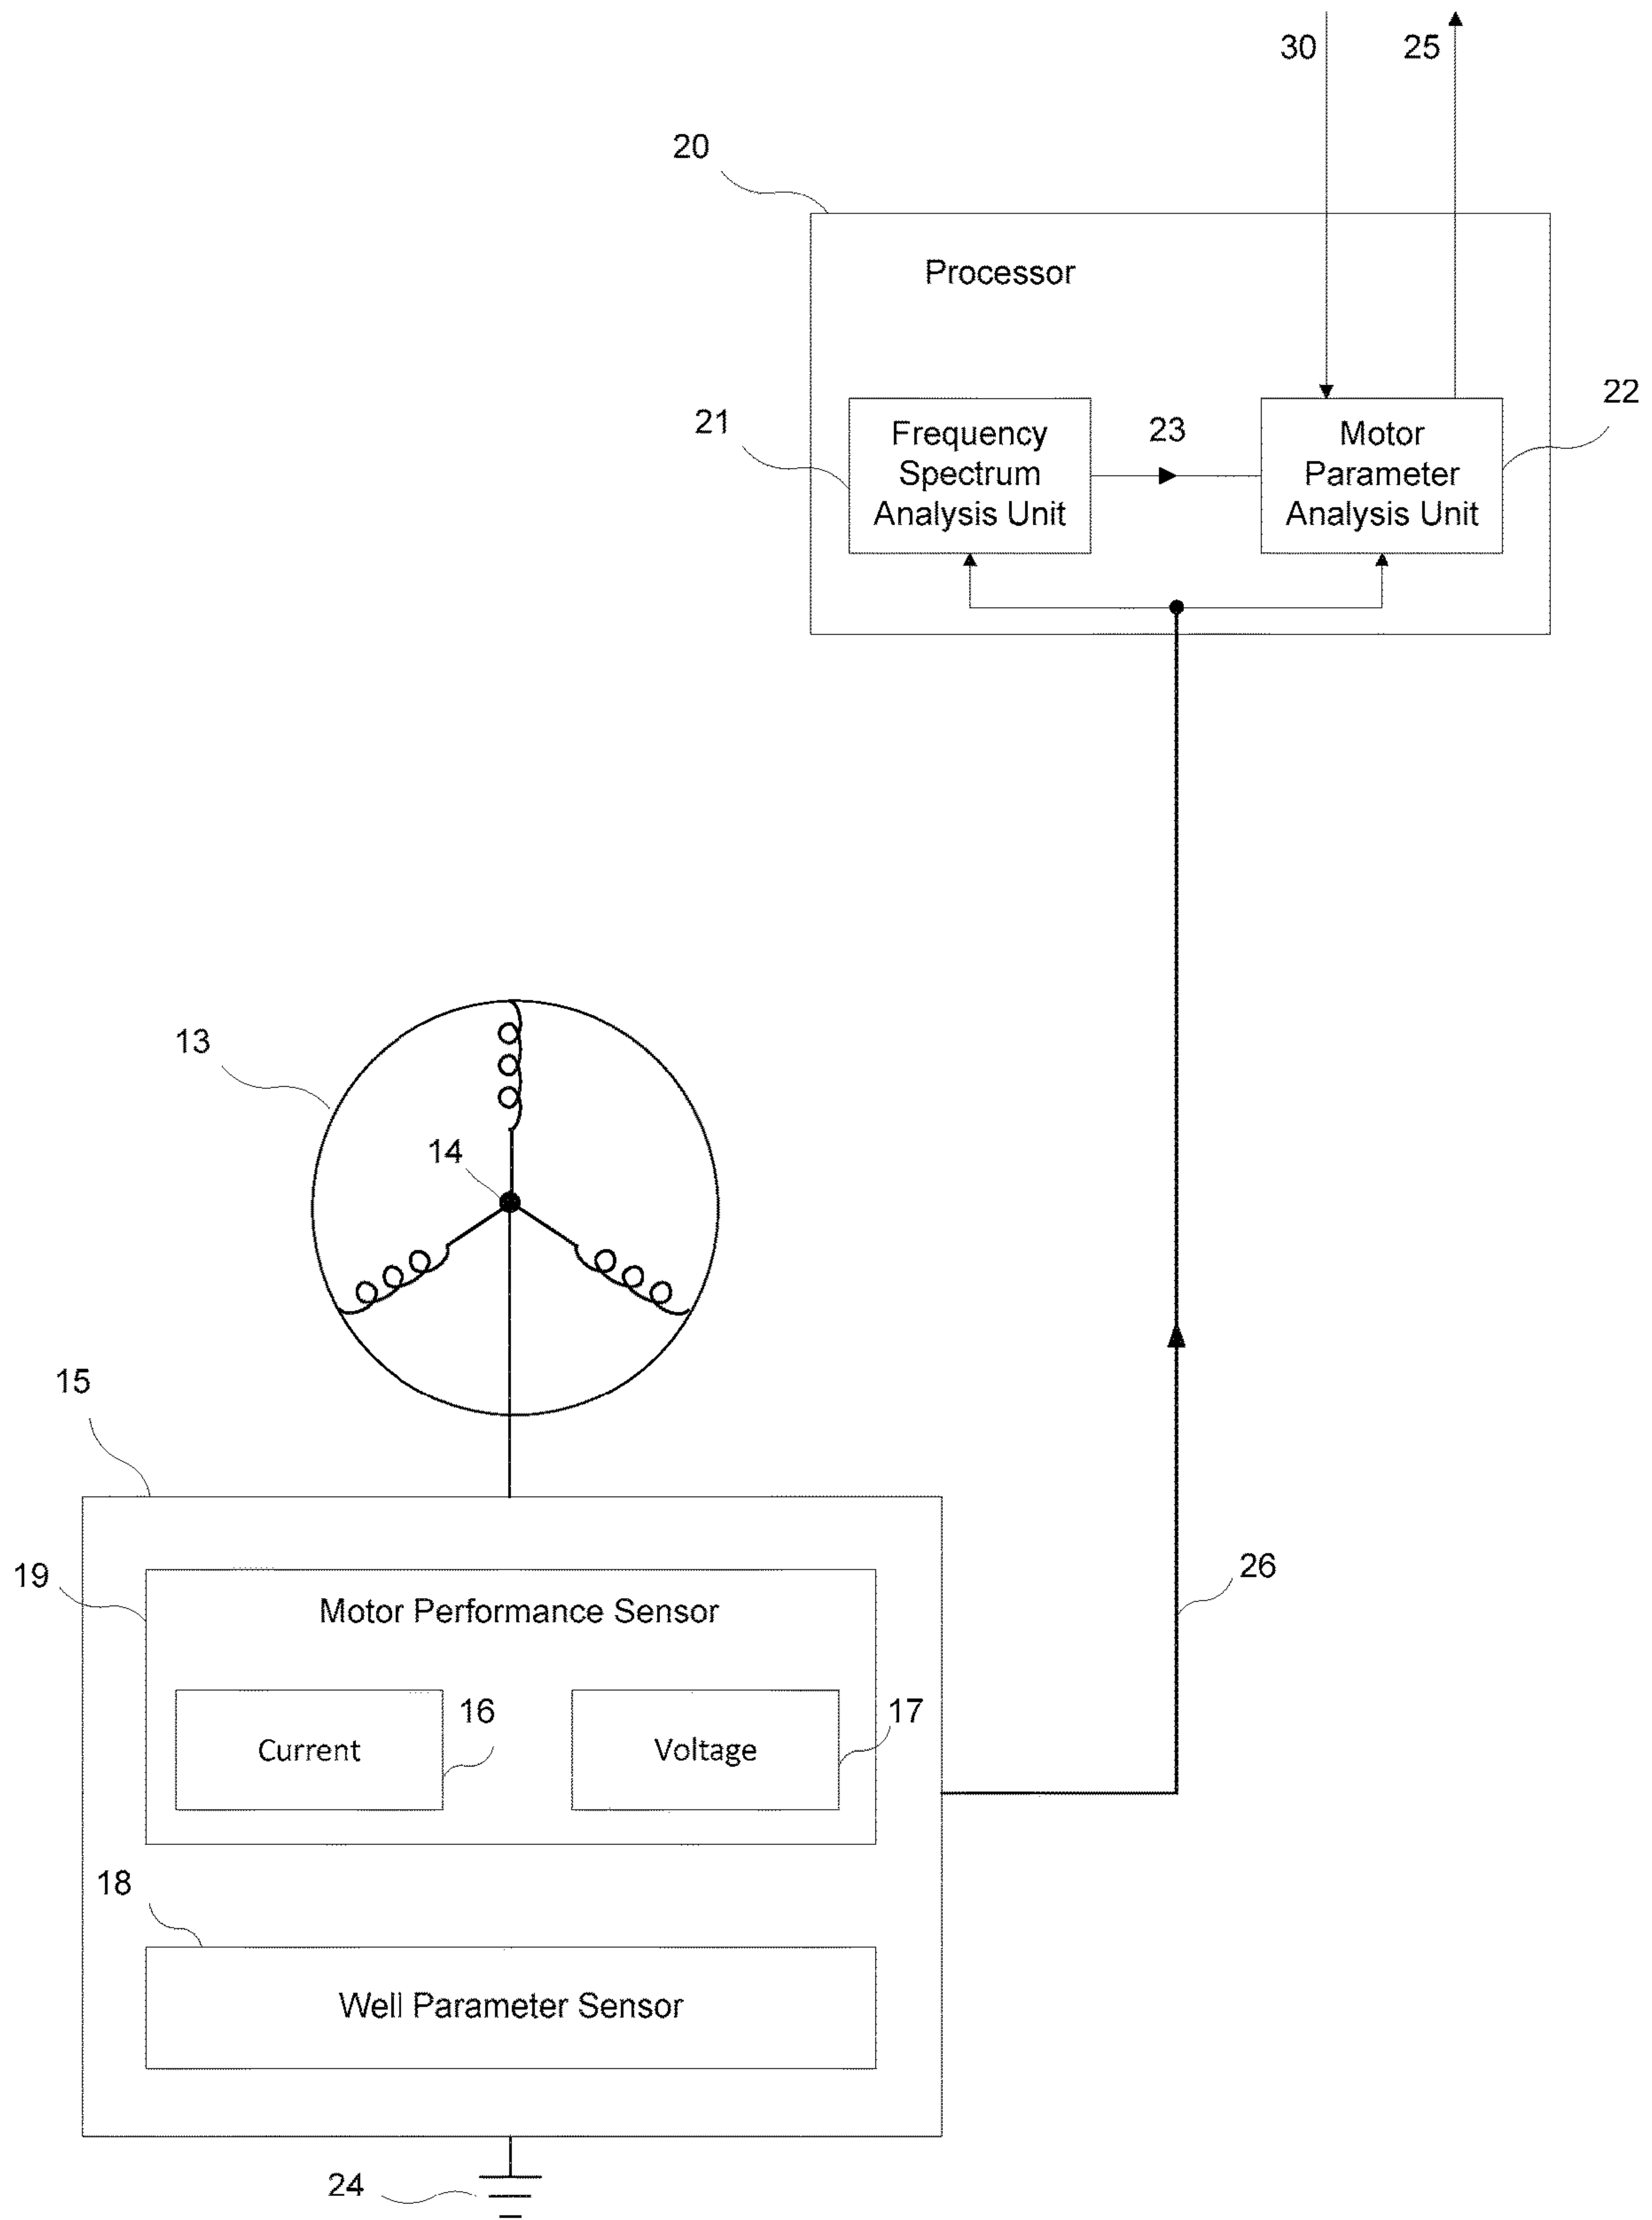 30
25
20
Processor
21
Frequency
Spectrum
Analysis Unit
23
Motor
Parameter
Analysis Unit
22
13
14
15
19
Motor Performance Sensor
16
Current
Voltage
17
26
18
Well Parameter Sensor
24